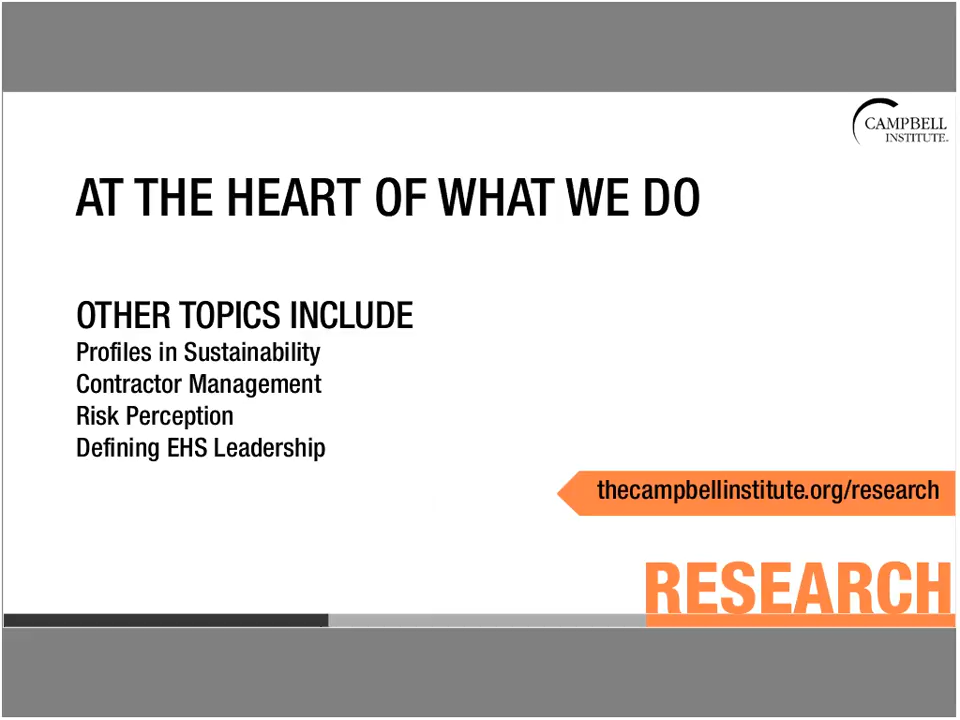 CAMPBELL
INSTITUTE
AT THE HEART OF WHAT WE DO
OTHER TOPICS INCLUDE
Profiles in Sustainability
Contractor Management
Risk Perception
Defining EHS Leadership
thecampbellinstitute.org/research
RESEARCH